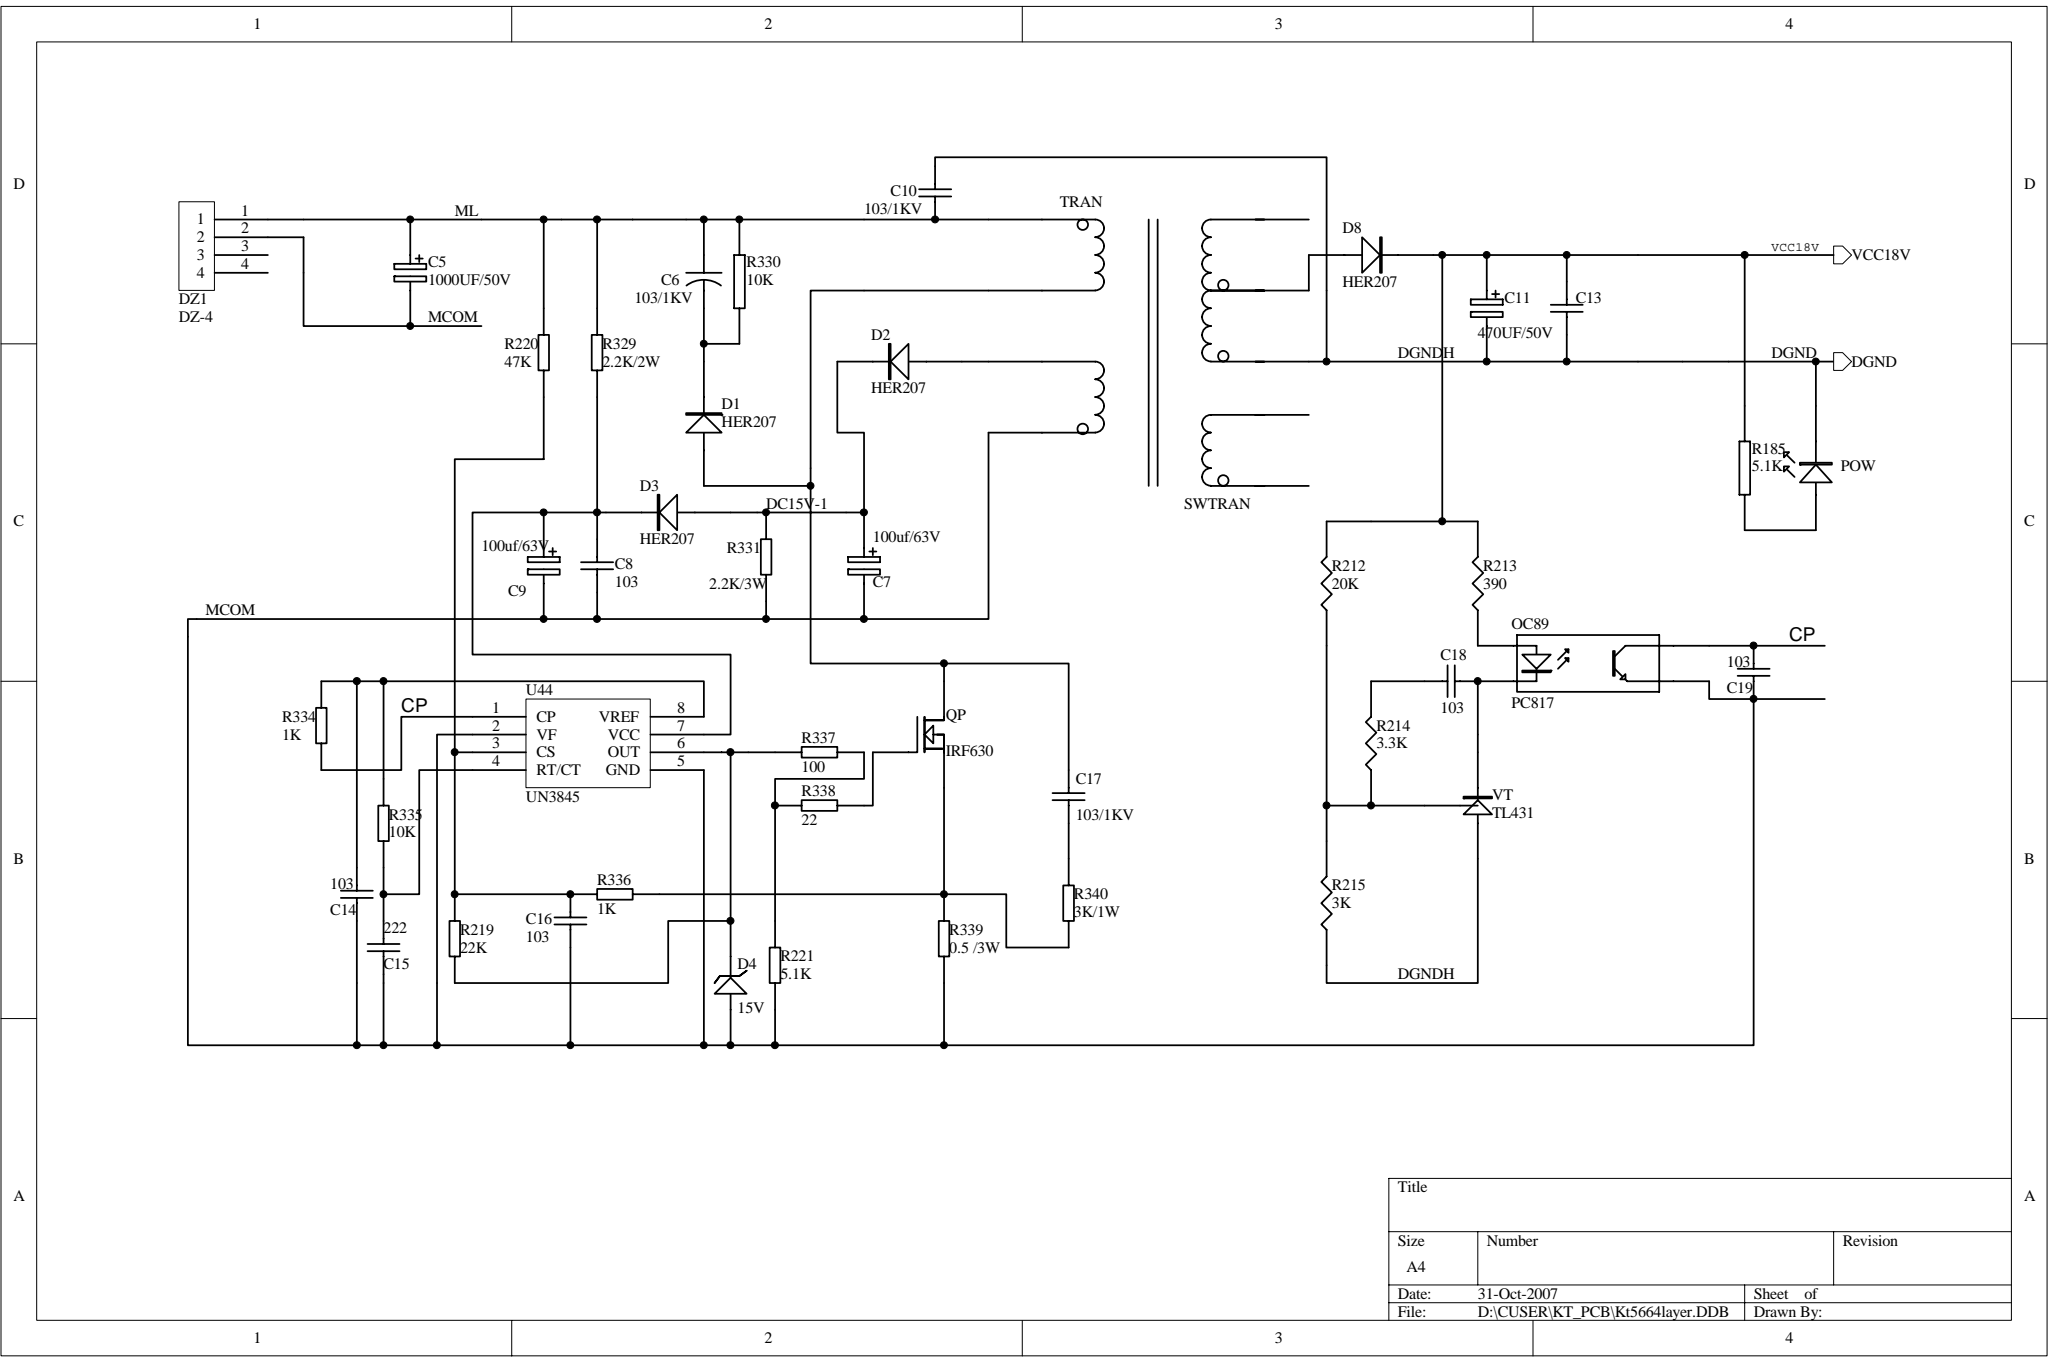 1 2 3 4
D D
C C
B B
A A
1
2
3
4
1
2
3
4
DZ1
DZ-4
ML
C5
+
1000UF/50V
MCOM
R220
47K
R329
2.2K/2W
C6
103/1KV
R330
10K
D1
HER207
C10
103/1KV
TRAN
D2
HER207
D3
HER207
DC15V-1
100uf/63V
+
C9
C8
103
R331
2.2K/3W
100uf/63V
+
C7
MCOM
SWTRAN
D8
HER207
+
C11
470UF/50V
C13
VCC18V
VCC18V
DGNDH
DGND
DGND
R185
5.1K
POW
R212
20K
R213
390
OC89
PC817
CP
103
C19
C18
103
R214
3.3K
VT
TL431
R215
3K
DGNDH
R334
1K
CP
U44
1 CP VREF 8
2 VF VCC 7
3 CS OUT 6
4 RT/CT GND 5
UN3845
R335
10K
103
C14
222
C15
R219
22K
R336
1K
C16
103
R337
100
R338
22
QP
IRF630
C17
103/1KV
R340
3K/1W
R339
0.5 /3W
D4
15V
R221
5.1K
Title
Size
A4
Number
Revision
Date: 31-Oct-2007 Sheet of
File: D:\CUSER\KT_PCB\Kt5664layer.DDB Drawn By:
1 2 3 4